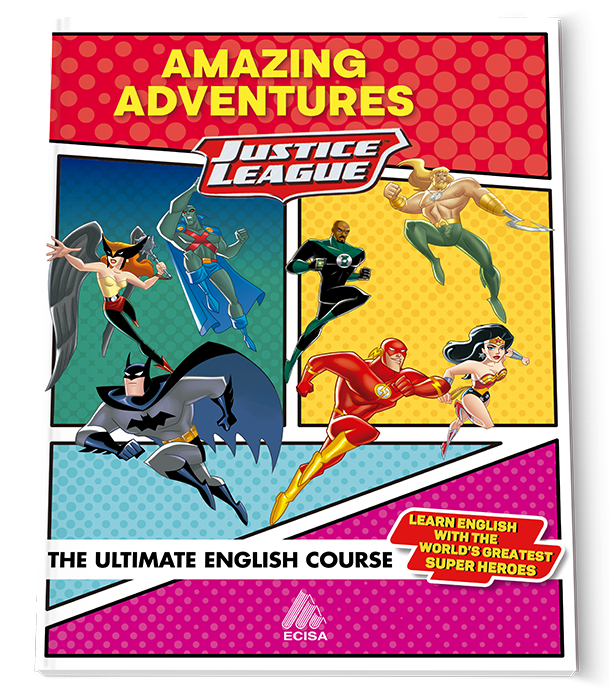 AMAZING
ADVENTURES
JUSTICE
LEAGUE
LEARN ENGLISH
WITH THE
WORLD'S GREATEST
SUPER HEROES
THE ULTIMATE ENGLISH COURSE
ECISA